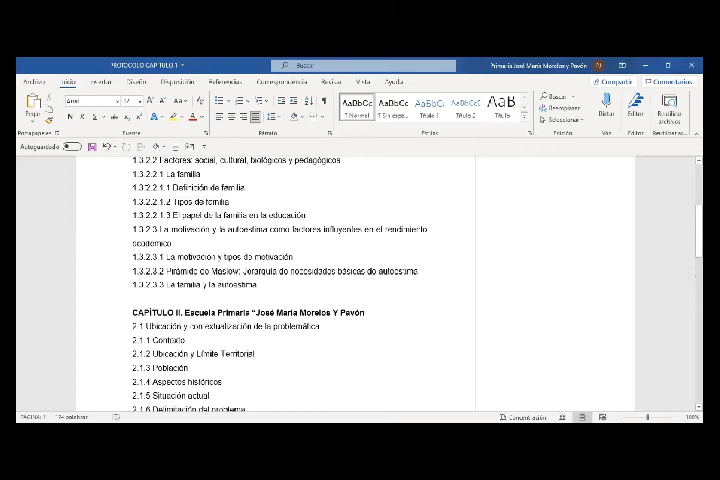 PROTOCOLO CAPITULO 1
Buscar
Primaria José María Morelos y Pavón
PJ
Archivo Inicio Insertar Diseño Disposición Referencias Correspondencia Revisar Vista Ayuda
Compartir Comentarios
Arial 12
Pegar
Portapapeles Fuente Párrafo Estilos Edición
AaBbCc AaBbCc AaBbC AaBbCc AaB
¶ Normal Título 1 Título 2 Título
Buscar
Reemplazar
Seleccionar
Dictar Editor Reutilizar archivos
Autoguardado
1.3.2.2 Factores: social, cultural, biológicos y pedagógicos
1.3.2.2.1 La familia
1.3.2.2.1.1 Definición de familia
1.3.2.2.1.2 Tipos de familia
1.3.2.2.1.3 El papel de la familia en la educación
1.3.2.3 La motivación y la autoestima como factores influyentes en el rendimiento
académico
1.3.2.3.1 La motivación y tipos de motivación
1.3.2.3.2 Pirámide de Maslow: Jerarquía de necesidades básicas de autoestima
1.3.2.3.3 La familia y la autoestima
CAPÍTULO II. Escuela Primaria “José María Morelos Y Pavón
2.1 Ubicación y contextualización de la problemática
2.1.1 Contexto
2.1.2 Ubicación y Límite Territorial
2.1.3 Población
2.1.4 Aspectos históricos
2.1.5 Situación actual
2.1.6 Delimitación del problema
PÁGINA: 1 174 palabras Concentración 100%